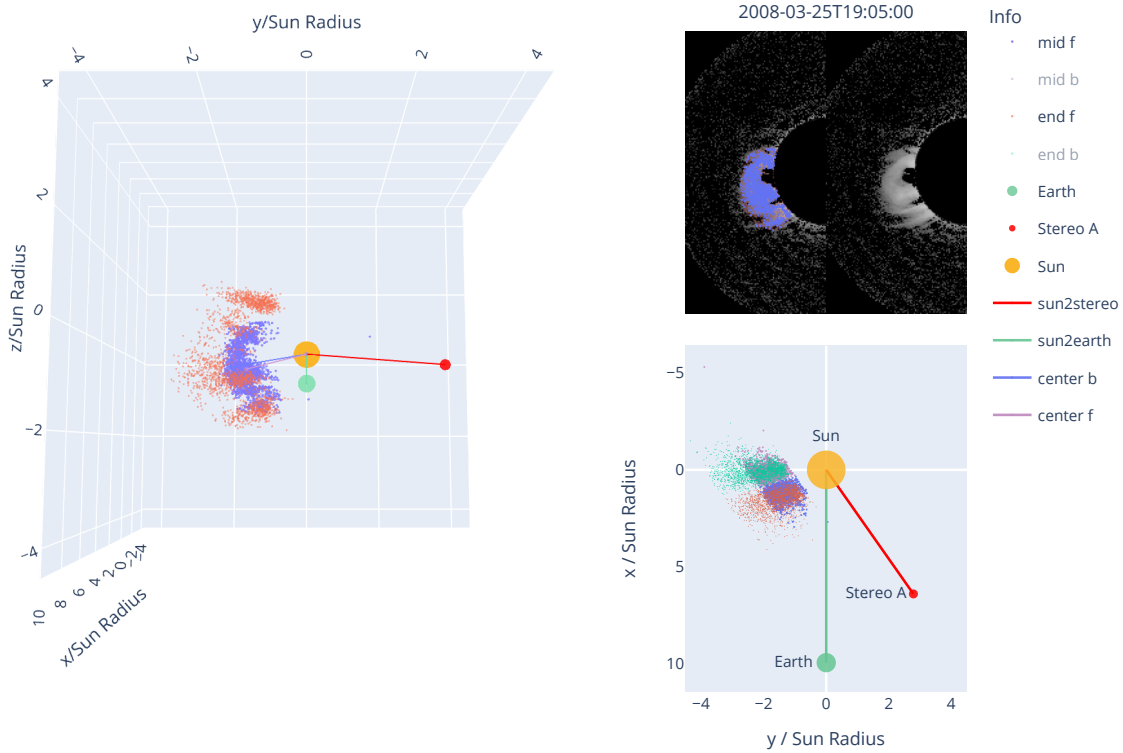 y/Sun Radius
−4
−2
0
2
4
4
2
0
−2
−4
z/Sun Radius
10
8
6
4
2
0
−2
−4
x/Sun Radius
2008-03-25T19:05:00
Info
mid f
mid b
end f
end b
Earth
Stereo A
Sun
sun2stereo
sun2earth
center b
center f
−5
0
5
10
x / Sun Radius
Sun
Stereo A
Earth
−4
−2
0
2
4
y / Sun Radius